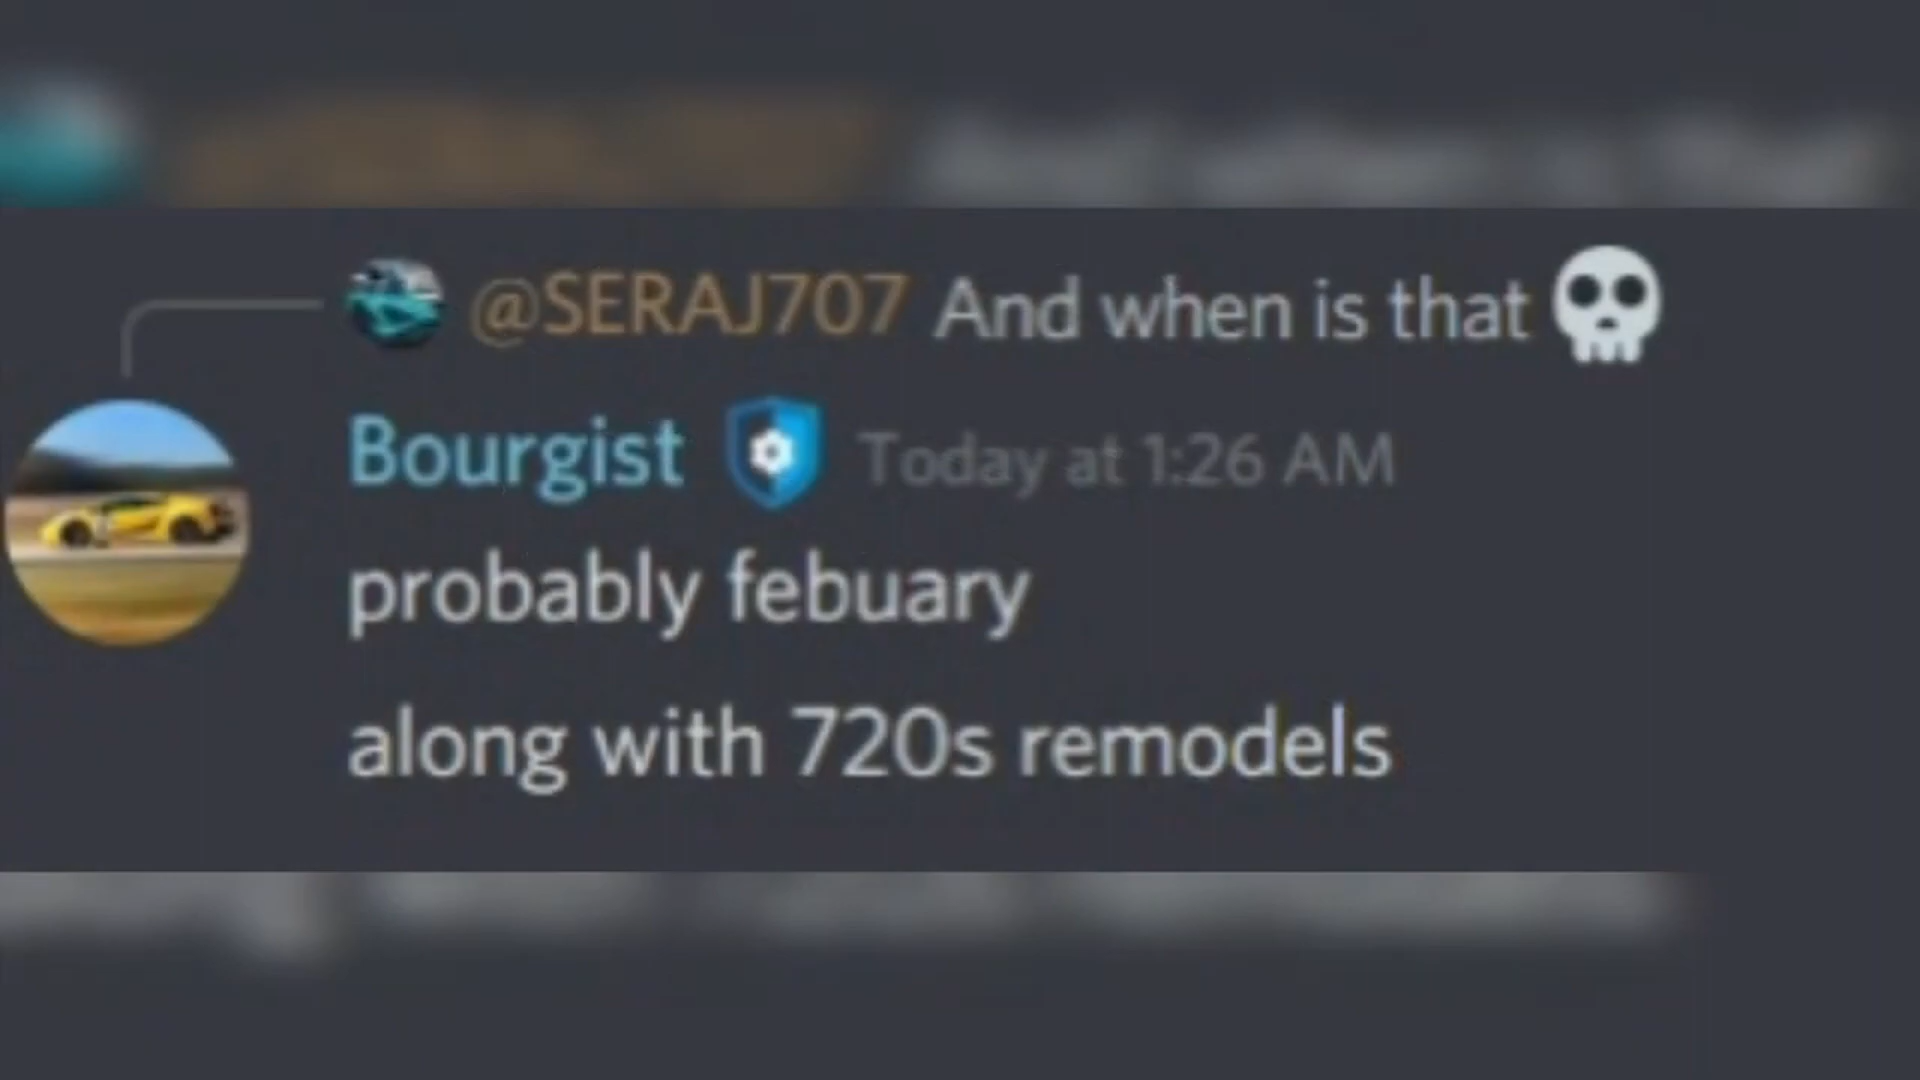 @SERAJ707 And when is that 💀
Bourgist Today at 1:26 AM
probably febuary
along with 720s remodels